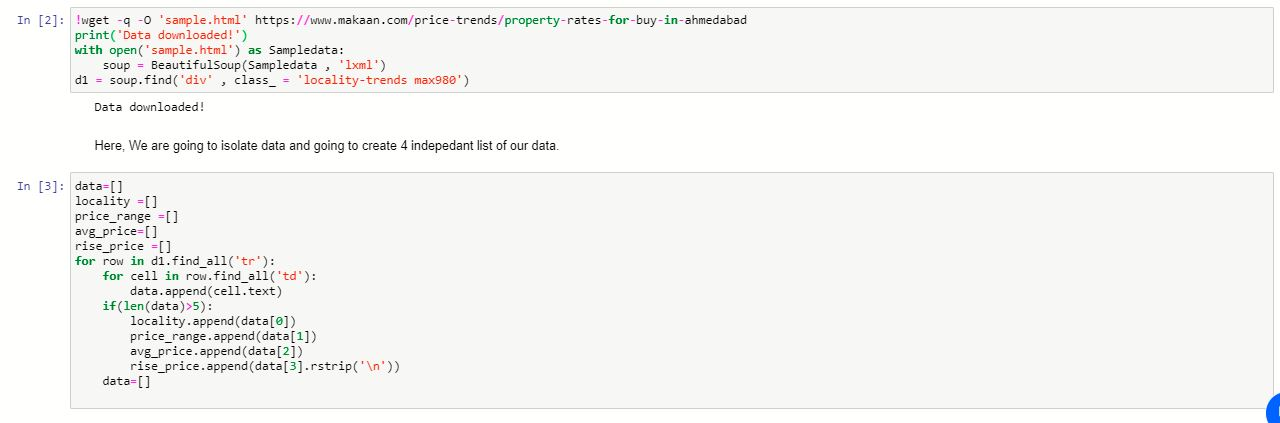 In [2]: !wget -q -O 'sample.html' https://www.makaan.com/price-trends/property-rates-for-buy-in-ahmedabad
print('Data downloaded!')
with open('sample.html') as Sampledata:
    soup = BeautifulSoup(Sampledata , 'lxml')
d1 = soup.find('div' , class_ = 'locality-trends max980')
Data downloaded!
Here, We are going to isolate data and going to create 4 indepedant list of our data.
In [3]: data=[]
locality =[]
price_range =[]
avg_price=[]
rise_price =[]
for row in d1.find_all('tr'):
    for cell in row.find_all('td'):
        data.append(cell.text)
    if(len(data)>5):
        locality.append(data[0])
        price_range.append(data[1])
        avg_price.append(data[2])
        rise_price.append(data[3].rstrip('\n'))
    data=[]